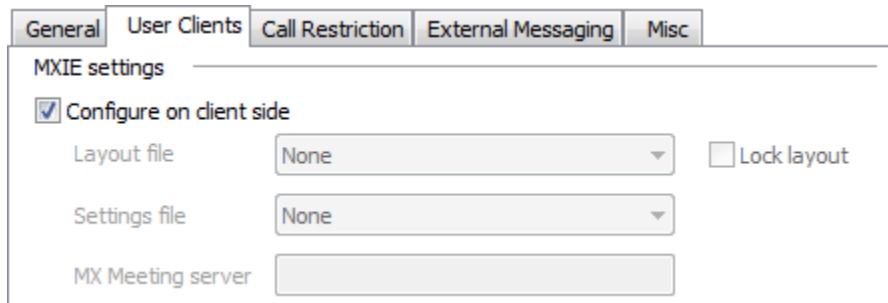 General User Clients Call Restriction External Messaging Misc
MXIE settings
Configure on client side
Layout file None Lock layout
Settings file None
MX Meeting server